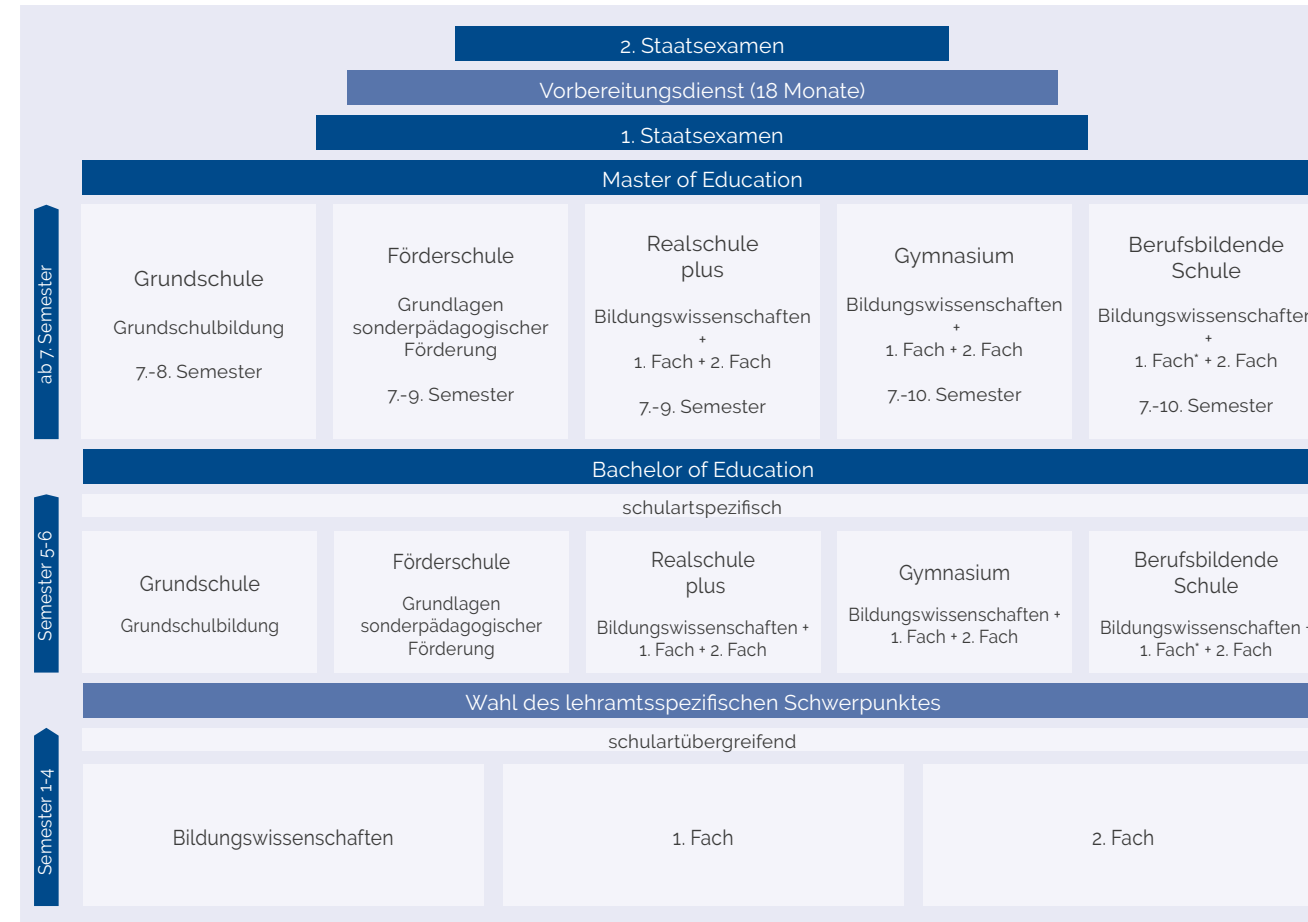 2. Staatsexamen
Vorbereitungsdienst (18 Monate)
1. Staatsexamen
Master of Education
ab 7. Semester
Grundschule
Grundschulbildung
7.-8. Semester
Förderschule
Grundlagen
sonderpädagogischer
Förderung
7.-9. Semester
Realschule
plus
Bildungswissenschaften
+
1. Fach + 2. Fach
7.-9. Semester
Gymnasium
Bildungswissenschaften
+
1. Fach + 2. Fach
7.-10. Semester
Berufsbildende
Schule
Bildungswissenschaften
+
1. Fach* + 2. Fach
7.-10. Semester
Bachelor of Education
schulartspezifisch
Semester 5-6
Grundschule
Grundschulbildung
Förderschule
Grundlagen
sonderpädagogischer
Förderung
Realschule
plus
Bildungswissenschaften +
1. Fach + 2. Fach
Gymnasium
Bildungswissenschaften +
1. Fach + 2. Fach
Berufsbildende
Schule
Bildungswissenschaften +
1. Fach* + 2. Fach
Wahl des lehramtsspezifischen Schwerpunktes
schulartübergreifend
Semester 1-4
Bildungswissenschaften
1. Fach
2. Fach